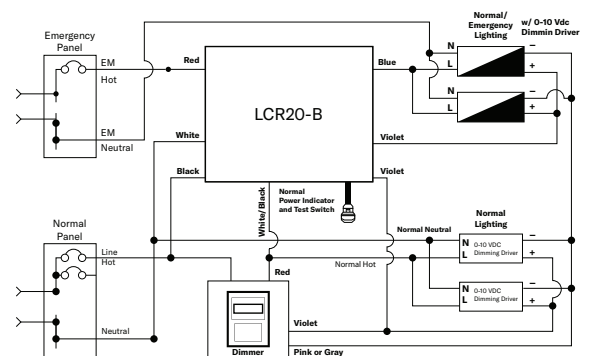 Emergency
Panel
EM
Hot
EM
Neutral
Red
White
Black
LCR20-B
Blue
Violet
Violet
Normal/
Emergency
Lighting
w/ 0-10 Vdc
Dimmin Driver
N
L
–
+
N
L
–
+
White/Black
Normal
Power Indicator
and Test Switch
Normal
Panel
Line
Hot
Neutral
Red
Normal Neutral
Normal Hot
Normal
Lighting
N
L
0-10 VDC
Dimming Driver
–
+
N
L
0-10 VDC
Dimming Driver
–
+
Violet
Dimmer
Pink or Gray